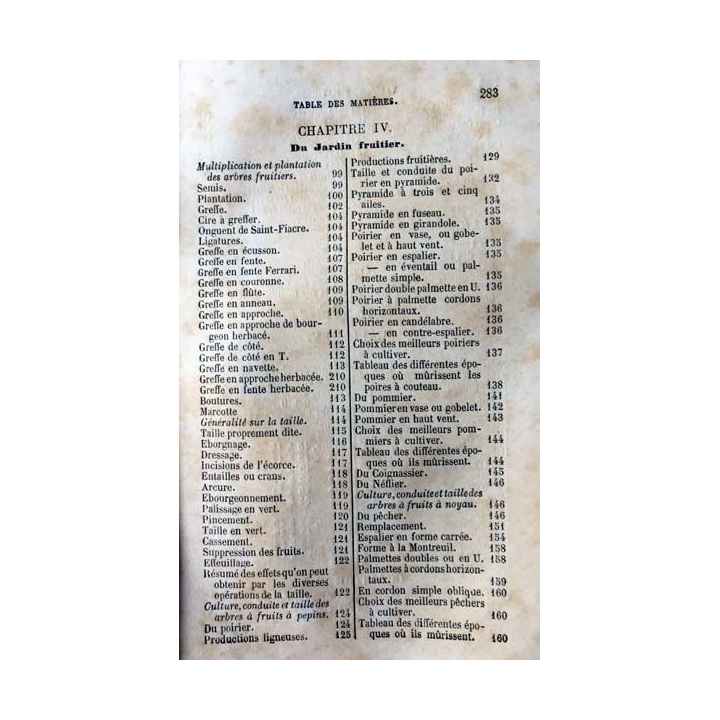 283
TABLE DES MATIÈRES.
CHAPITRE IV.
Du Jardin fruitier.
Multiplication et plantation
des arbres fruitiers. 99
Semis. 99
Plantation. 100
Greffe. 102
Cire à greffer. 104
Onguent de Saint-Fiacre. 104
Ligatures. 104
Greffe en écusson. 104
Greffe en fente. 107
Greffe en fente Ferrari. 107
Greffe en couronne. 108
Greffe en flûte. 109
Greffe en anneau. 109
Greffe en approche. 110
Greffe en approche de bour-
geon herbacé. 111
Greffe de côté. 112
Greffe de côté en T. 112
Greffe en navette. 113
Greffe en approche herbacée. 210
Greffe en fente herbacée. 210
Boutures. 113
Marcotte 114
Généralité sur la taille. 114
Taille proprement dite. 115
Eborgnage. 116
Dressage. 117
Incisions de l'écorce. 117
Entailles ou crans. 118
Arcure. 118
Ebourgeonnement. 119
Palissage en vert. 119
Pincement. 120
Taille en vert. 121
Cassement. 121
Suppression des fruits. 121
Effeuillage. 122
Résumé des effets qu'on peut
obtenir par les diverses
opérations de la taille. 122
Culture, conduite et taille des
arbres à fruits à pepins. 124
Du poirier. 124
Productions ligneuses. 125
Productions fruitières. 129
Taille et conduite du poi-
rier en pyramide. 132
Pyramide à trois et cinq
ailes. 134
Pyramide en fuseau. 135
Pyramide en girandole. 135
Poirier en vase, ou gobe-
let et à haut vent. 135
Poirier en espalier.
— en éventail ou pal-
mette simple. 135
Poirier double palmette en U. 136
Poirier à palmette cordons
horizontaux. 136
Poirier en candélabre. 136
— en contre-espalier. 136
Choix des meilleurs poiriers
à cultiver. 137
Tableau des différentes épo-
ques où mûrissent les
poires à couteau. 138
Du pommier. 141
Pommier en vase ou gobelet. 142
Pommier en haut vent. 143
Choix des meilleurs pom-
miers à cultiver. 144
Tableau des différentes épo-
ques où ils mûrissent. 144
Du Coignassier. 145
Du Néflier. 146
Culture, conduite et taille des
arbres à fruits à noyau. 146
Du pêcher. 146
Remplacement. 151
Espalier en forme carrée. 154
Forme à la Montreuil. 158
Palmettes doubles ou en U. 158
Palmettes à cordons horizon-
taux. 159
En cordon simple oblique. 160
Choix des meilleurs pêchers
à cultiver. 160
Tableau des différentes épo-
ques où ils mûrissent. 160